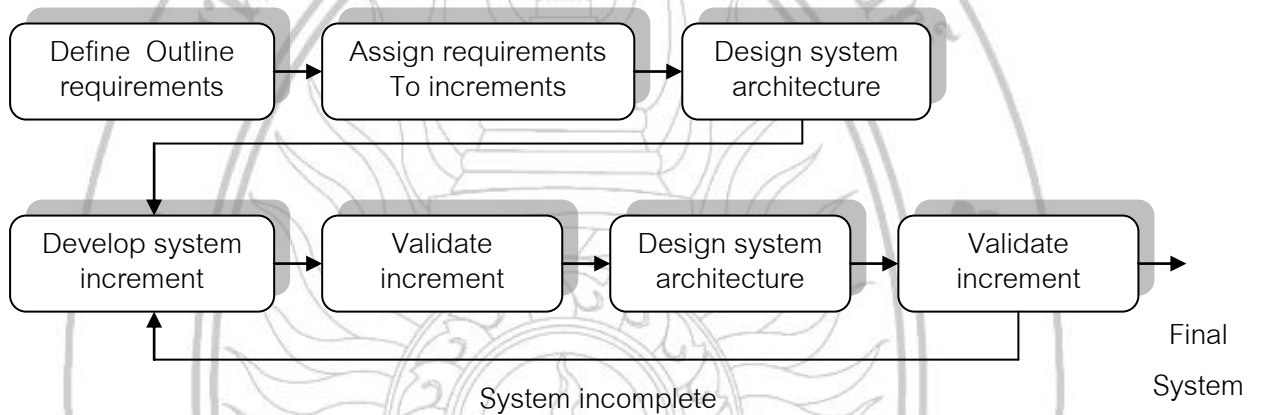 Define Outline
requirements
Assign requirements
To increments
Design system
architecture
Develop system
increment
Validate
increment
Design system
architecture
Validate
increment
Final
System
System incomplete